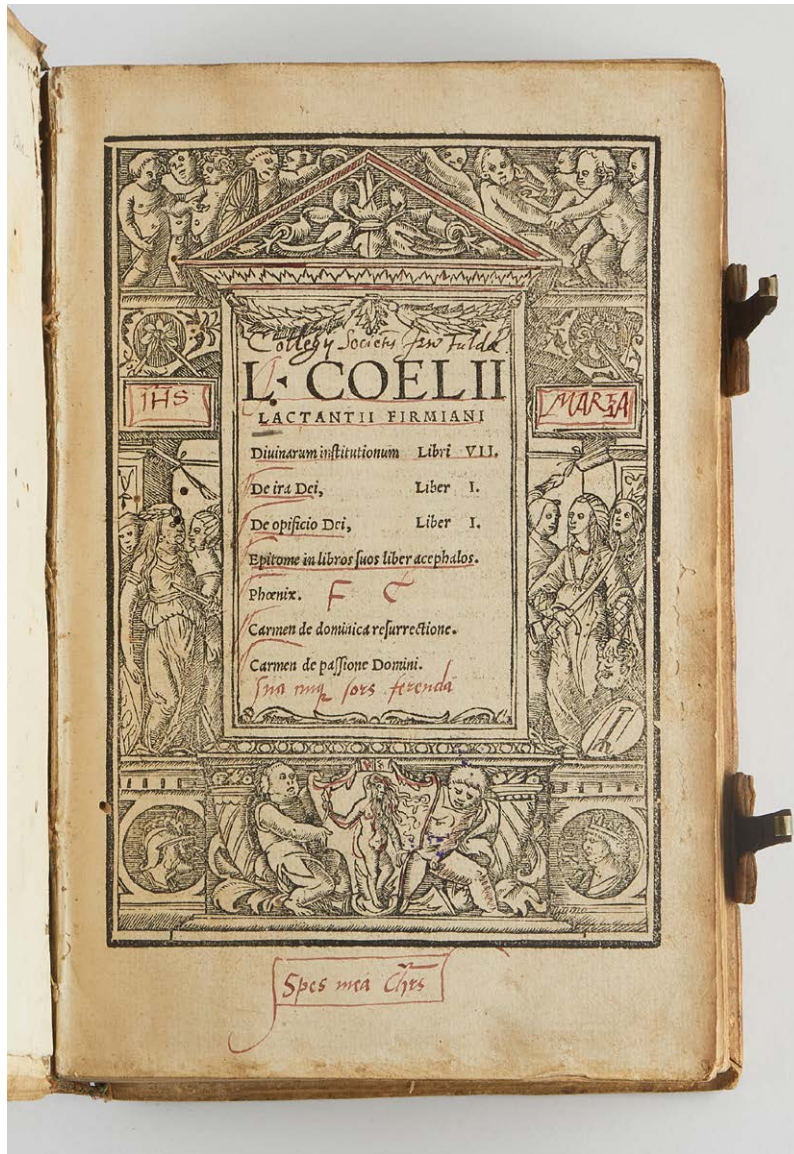 Collegij Societis Jesu Fuldæ
L. COELII
LACTANTII FIRMIANI
IHS
MARIA
Diuinarum institutionum Libri VII.
De ira Dei, Liber I.
De opificio Dei, Liber I.
Epitome in libros suos liber acephalos.
Phœnix. F C
Carmen de dominica resurrectione.
Carmen de passione Domini.
sors ferenda
Spes mea Chrs